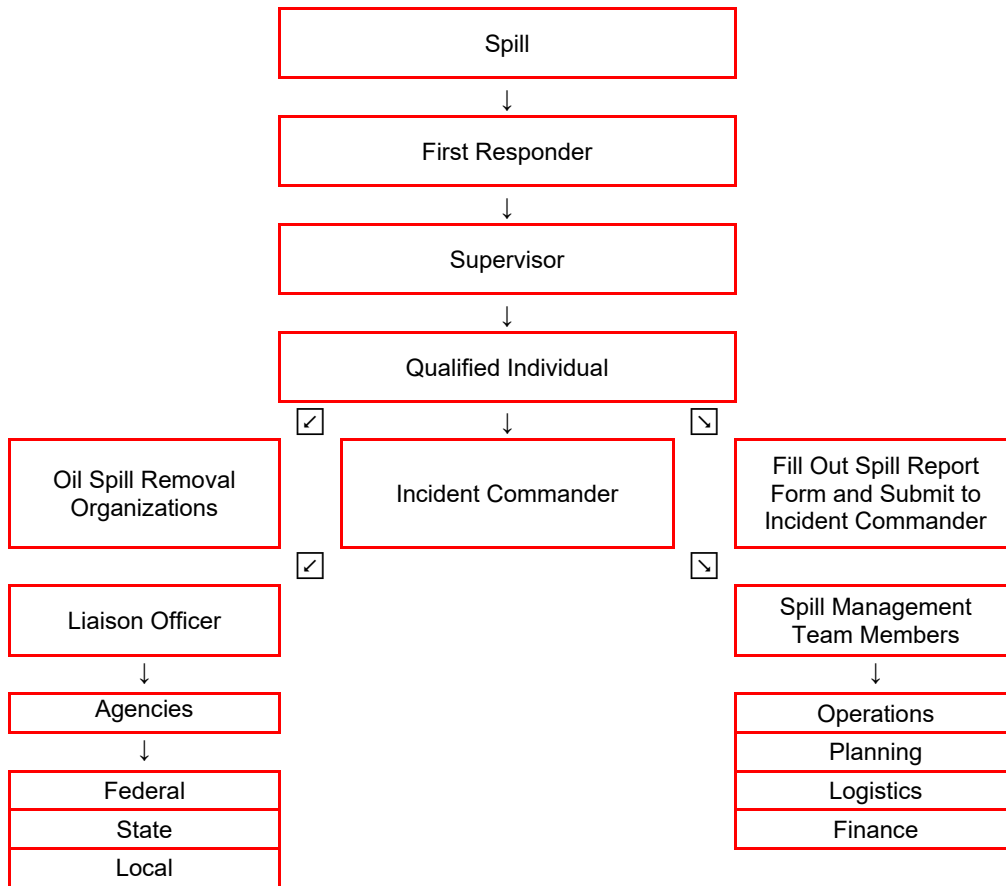 Spill
↓
First Responder
↓
Supervisor
↓
Qualified Individual
↙ ↓ ↘
Oil Spill Removal
Organizations
Incident Commander
Fill Out Spill Report
Form and Submit to
Incident Commander
↙ ↘
Liaison Officer
↓
Agencies
↓
Federal
State
Local
Spill Management
Team Members
↓
Operations
Planning
Logistics
Finance